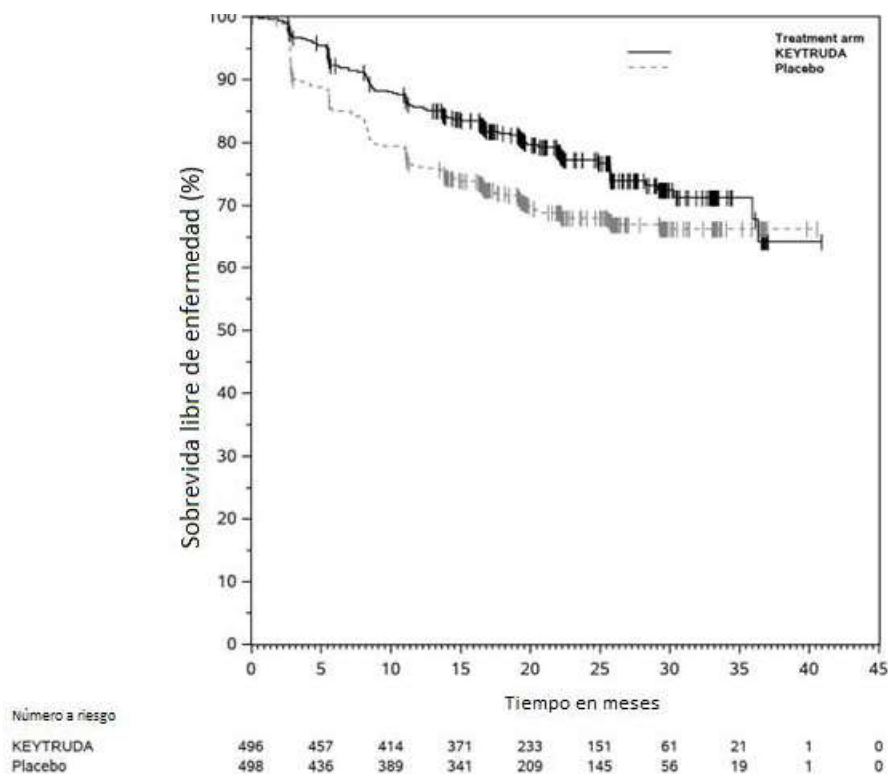 100
90
80
70
60
50
40
30
20
10
0
Sobrevida libre de enfermedad (%)
Treatment arm
KEYTRUDA
Placebo
0 5 10 15 20 25 30 35 40 45
Tiempo en meses
Número a riesgo
KEYTRUDA 496 457 414 371 233 151 61 21 1 0
Placebo 498 436 389 341 209 145 56 19 1 0